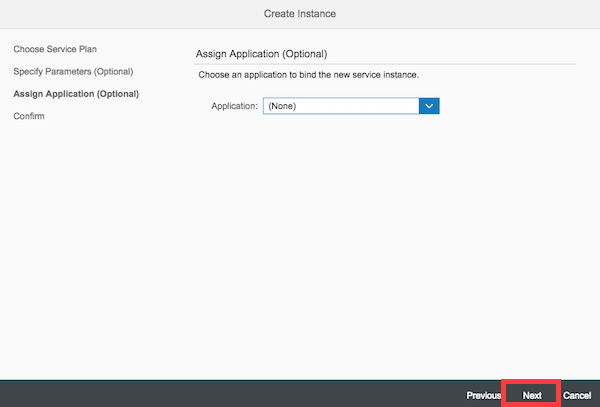 Create Instance
Choose Service Plan
Specify Parameters (Optional)
Assign Application (Optional)
Confirm
Assign Application (Optional)
Choose an application to bind the new service instance.
Application: (None)
Previous Next Cancel